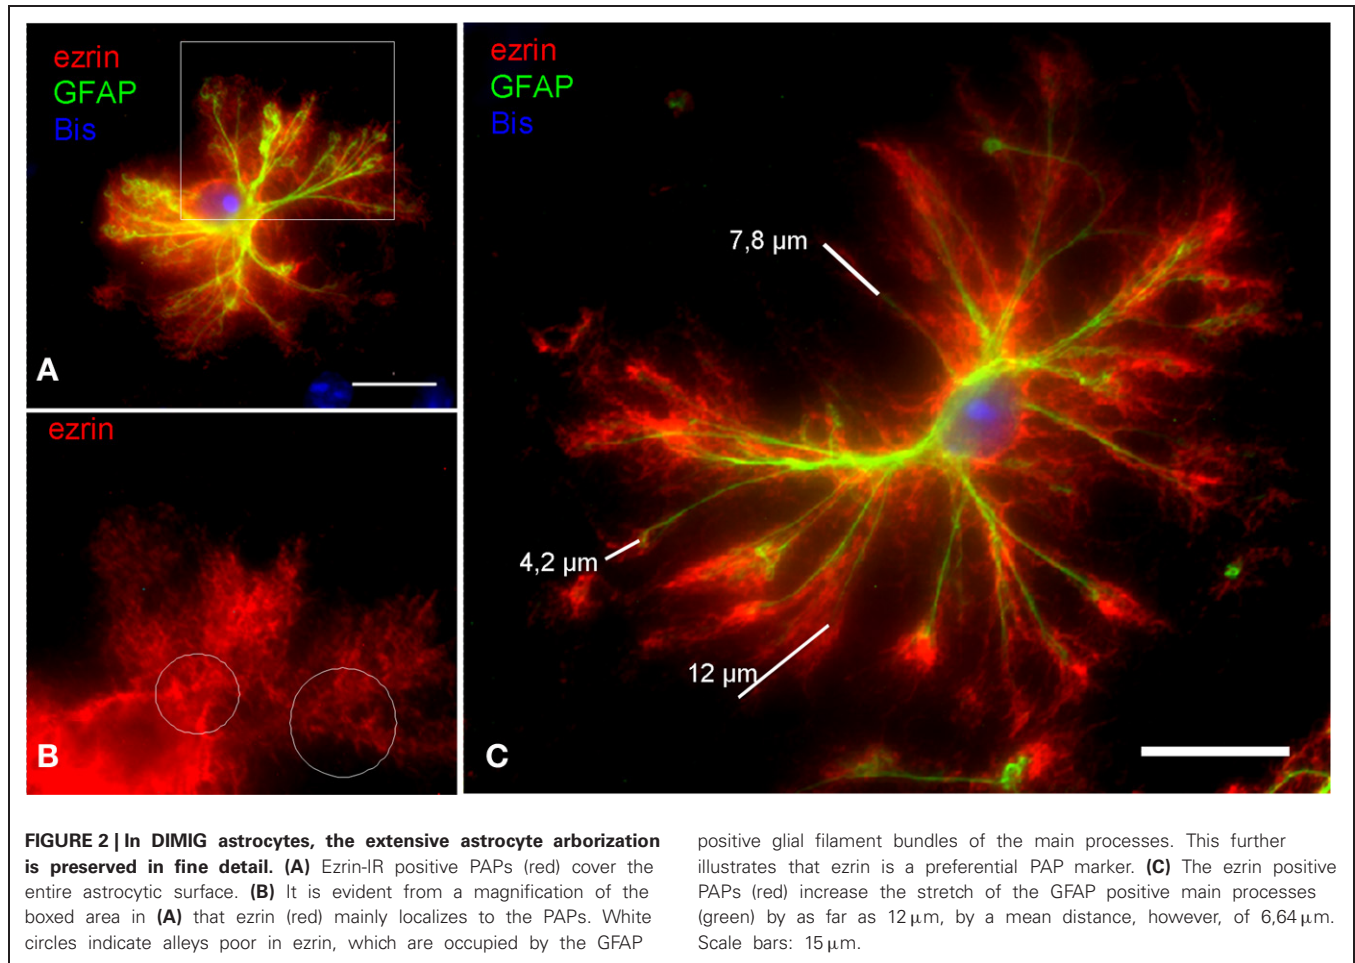 ezrin
GFAP
Bis
A
ezrin
B
ezrin
GFAP
Bis
7,8 µm
4,2 µm
12 µm
C
FIGURE 2 | In DIMIG astrocytes, the extensive astrocyte arborization
is preserved in fine detail. (A) Ezrin-IR positive PAPs (red) cover the
entire astrocytic surface. (B) It is evident from a magnification of the
boxed area in (A) that ezrin (red) mainly localizes to the PAPs. White
circles indicate alleys poor in ezrin, which are occupied by the GFAP
positive glial filament bundles of the main processes. This further
illustrates that ezrin is a preferential PAP marker. (C) The ezrin positive
PAPs (red) increase the stretch of the GFAP positive main processes
(green) by as far as 12 µm, by a mean distance, however, of 6,64 µm.
Scale bars: 15 µm.